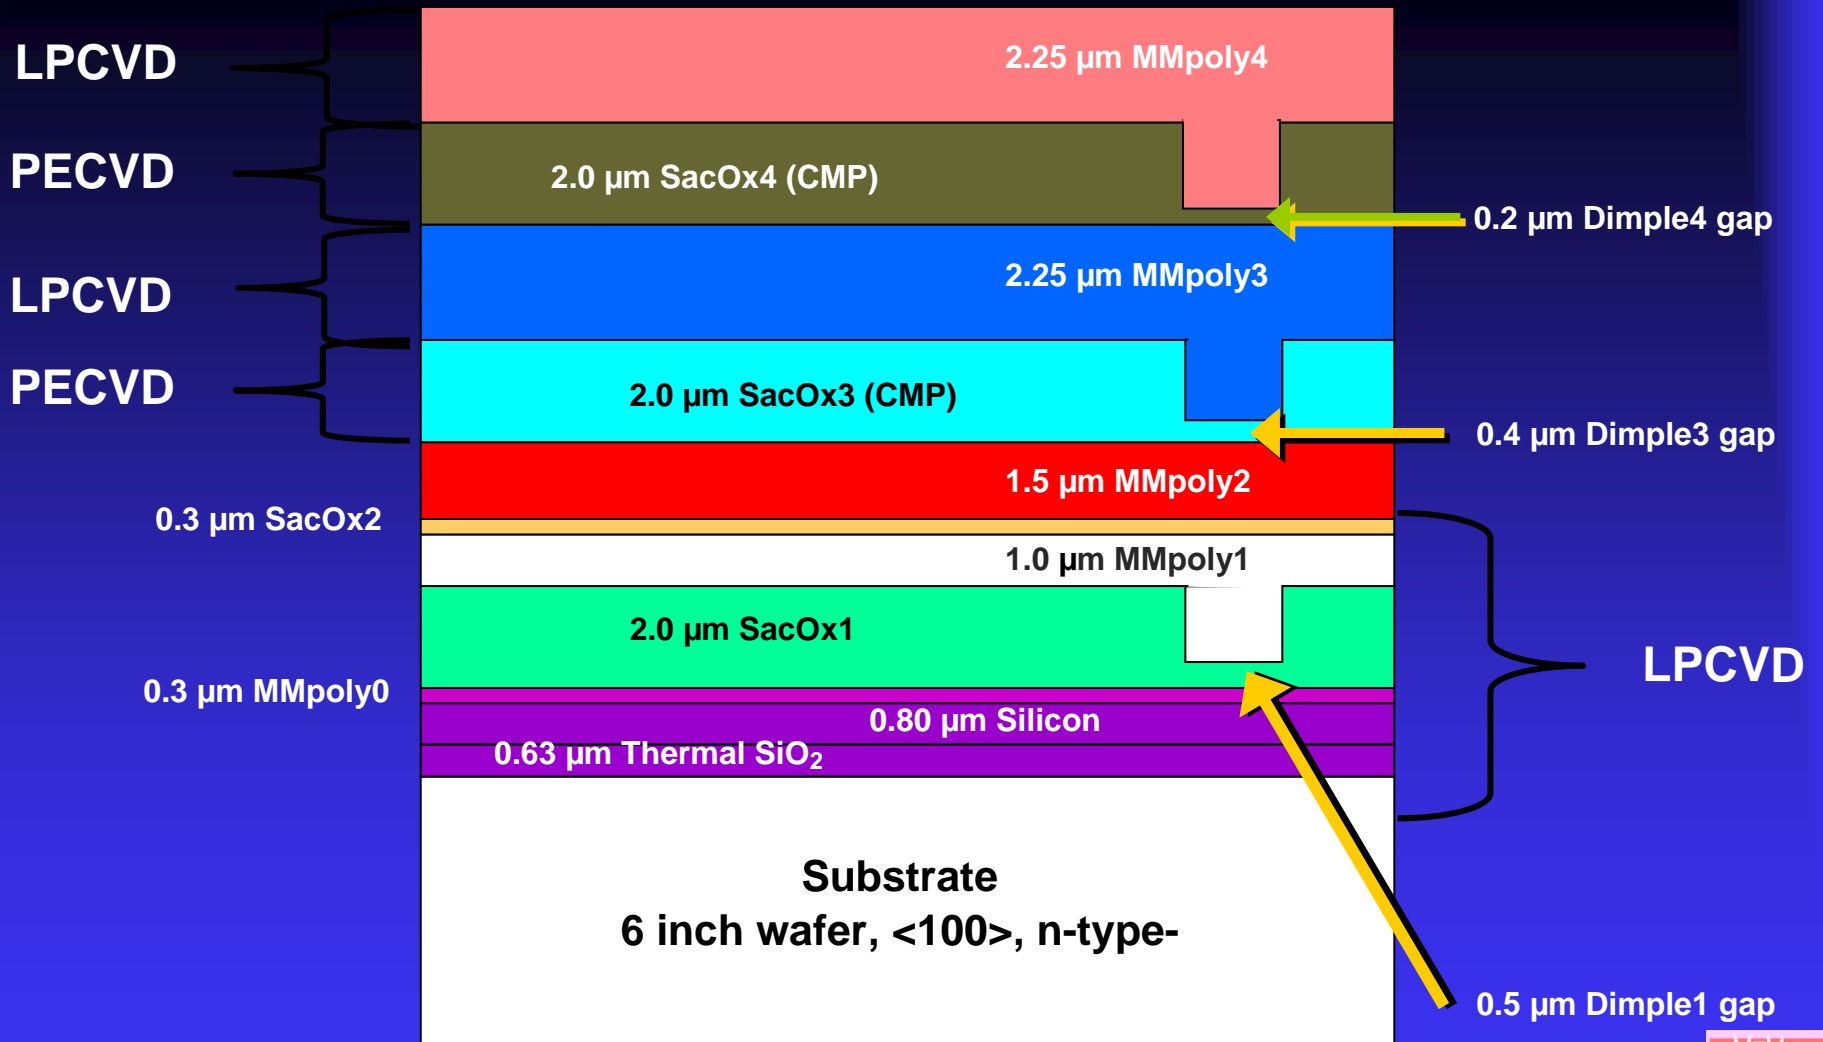 LPCVD
2.25 µm MMpoly4
PECVD
2.0 µm SacOx4 (CMP)
0.2 µm Dimple4 gap
LPCVD
2.25 µm MMpoly3
PECVD
2.0 µm SacOx3 (CMP)
0.4 µm Dimple3 gap
1.5 µm MMpoly2
0.3 µm SacOx2
1.0 µm MMpoly1
2.0 µm SacOx1
LPCVD
0.3 µm MMpoly0
0.80 µm Silicon
0.63 µm Thermal SiO₂
Substrate
6 inch wafer, <100>, n-type-
0.5 µm Dimple1 gap